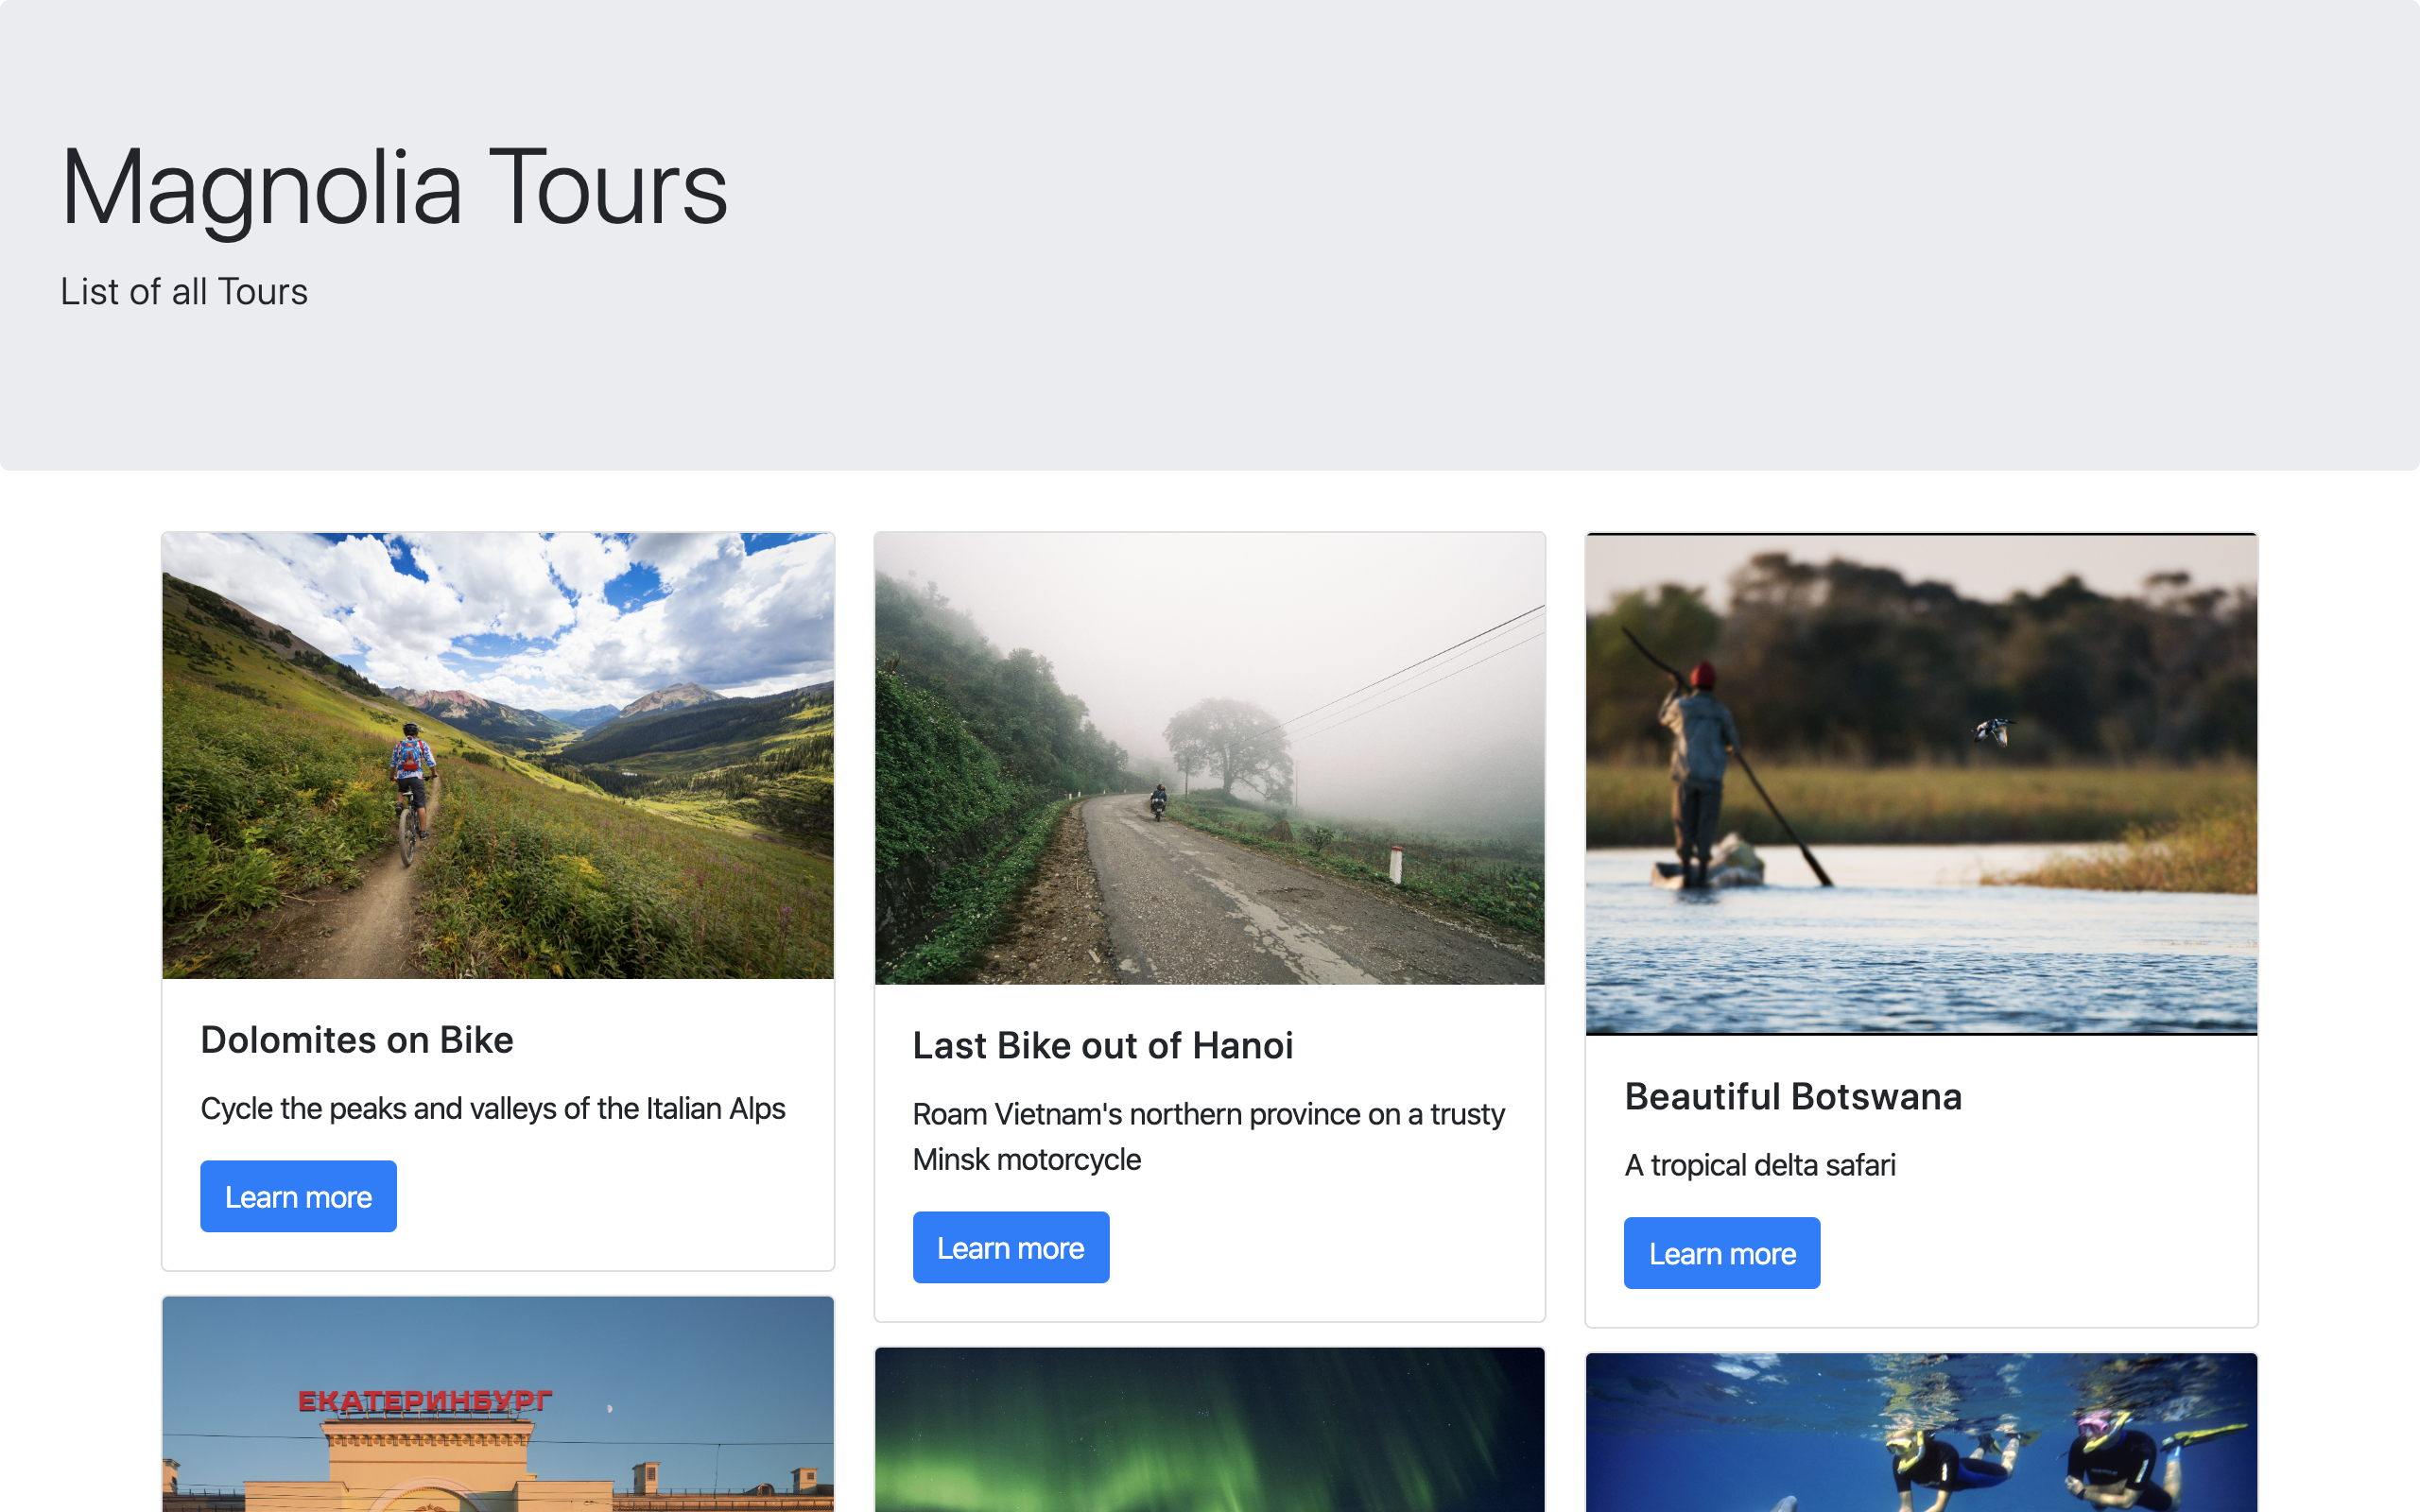 Magnolia Tours
List of all Tours
Dolomites on Bike
Cycle the peaks and valleys of the Italian Alps
Learn more
Last Bike out of Hanoi
Roam Vietnam's northern province on a trusty
Minsk motorcycle
Learn more
Beautiful Botswana
A tropical delta safari
Learn more
ЕКАТЕРИНБУРГ